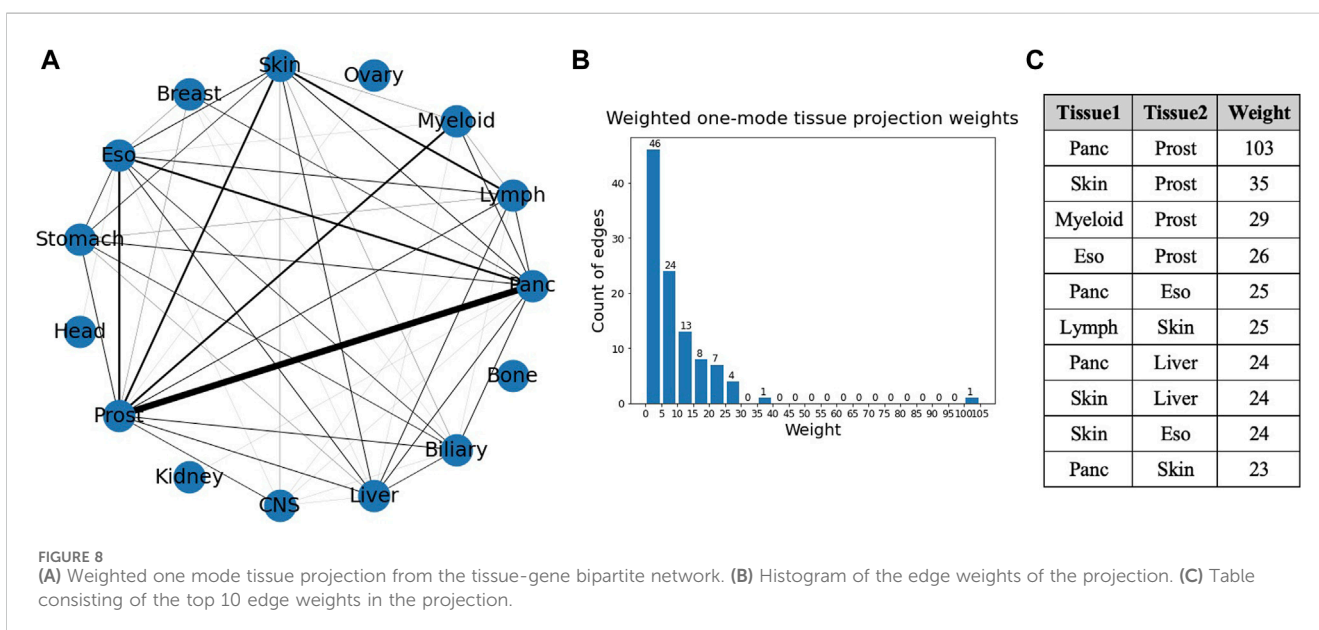 A
Skin
Ovary
Breast
Myeloid
Eso
Lymph
Stomach
Panc
Head
Bone
Prost
Biliary
Kidney
Liver
CNS
B
Weighted one-mode tissue projection weights
Count of edges
40
30
20
10
0
46
24
13
8
7
4
0
1
0 0 0 0 0 0 0 0 0 0 0 0
1
0 5 10 15 20 25 30 35 40 45 50 55 60 65 70 75 80 85 90 95 100 105
Weight
C
Tissue1 Tissue2 Weight
Panc Prost 103
Skin Prost 35
Myeloid Prost 29
Eso Prost 26
Panc Eso 25
Lymph Skin 25
Panc Liver 24
Skin Liver 24
Skin Eso 24
Panc Skin 23
FIGURE 8
(A) Weighted one mode tissue projection from the tissue-gene bipartite network. (B) Histogram of the edge weights of the projection. (C) Table
consisting of the top 10 edge weights in the projection.